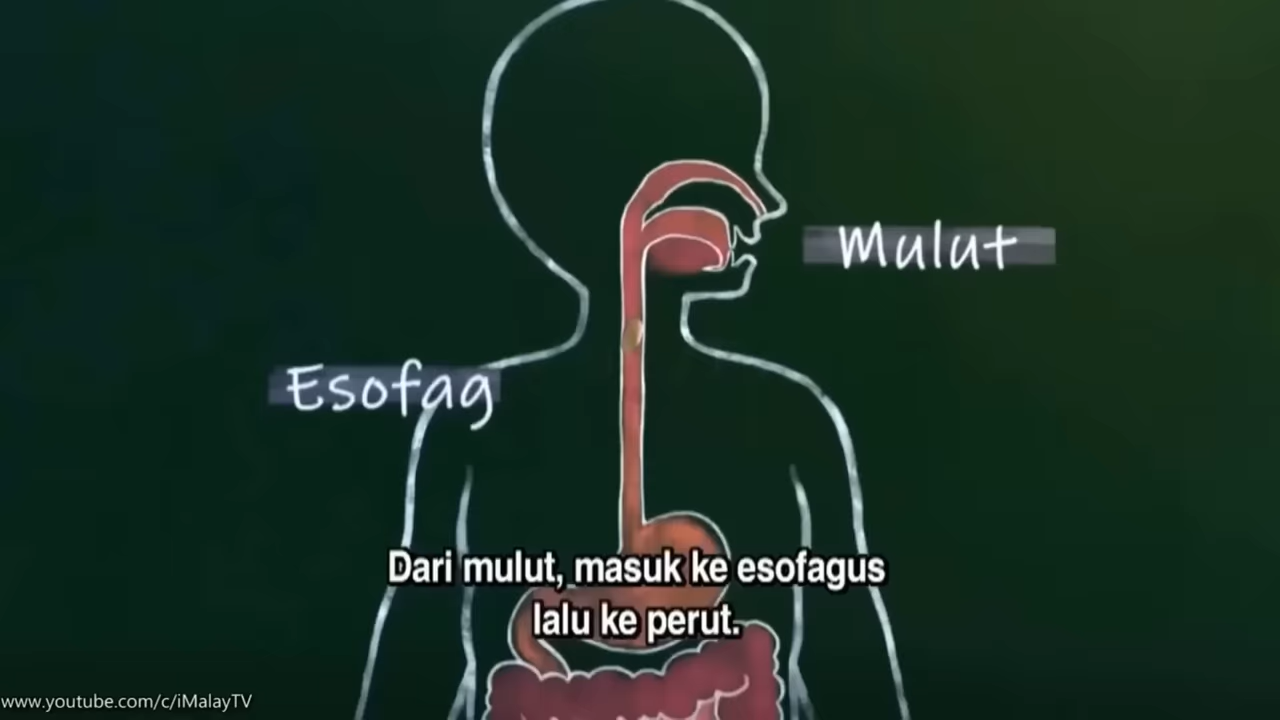 Mulut
Esofag
Dari mulut, masuk ke esofagus
lalu ke perut.
www.youtube.com/c/iMalayTV